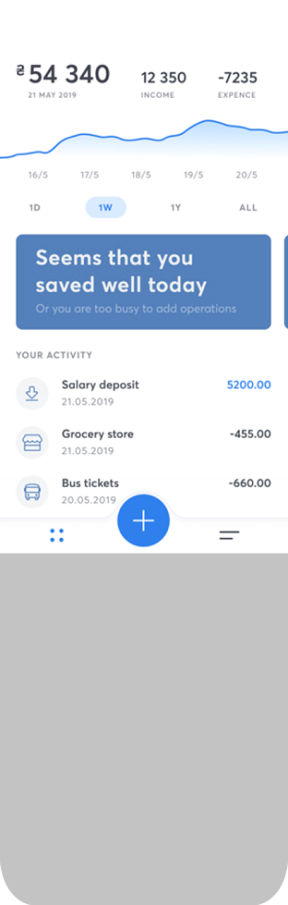 ₴54 340
21 MAY 2019
12 350
INCOME
-7235
EXPENCE
16/5 17/5 18/5 19/5 20/5
1D 1W 1Y ALL
Seems that you
saved well today
Or you are too busy to add operations
YOUR ACTIVITY
Salary deposit 5200.00
21.05.2019
Grocery store -455.00
21.05.2019
Bus tickets -660.00
20.05.2019